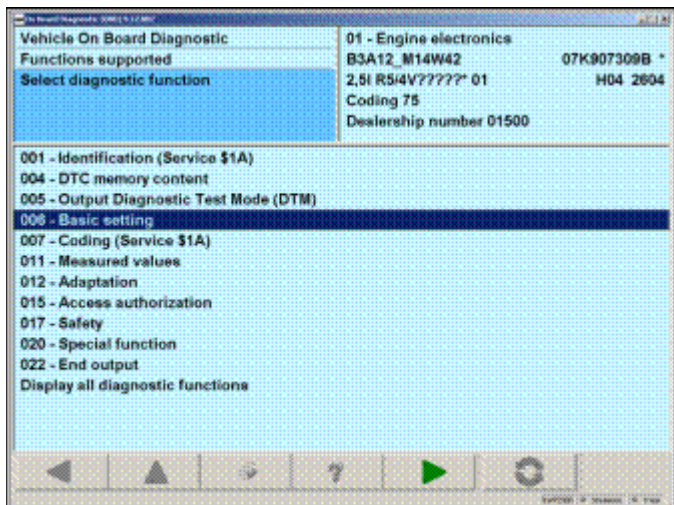 Vehicle On Board Diagnostic
Functions supported
Select diagnostic function
01 - Engine electronics
B3A12_M14W42 07K907309B *
2,5l R5/4V?????* 01 H04 2604
Coding 75
Dealership number 01500
001 - Identification (Service $1A)
004 - DTC memory content
005 - Output Diagnostic Test Mode (DTM)
006 - Basic setting
007 - Coding (Service $1A)
011 - Measured values
012 - Adaptation
015 - Access authorization
017 - Safety
020 - Special function
022 - End output
Display all diagnostic functions
?